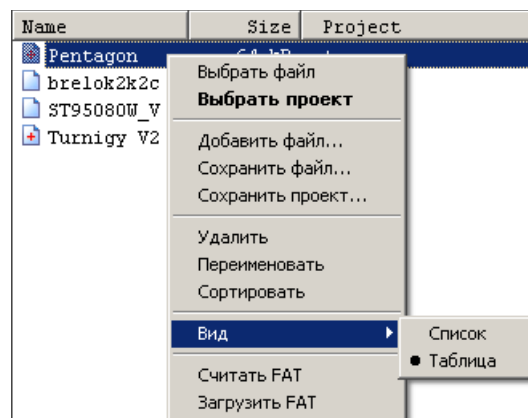 Name Size Project
Pentagon
brelok2k2c
ST95080W_V
Turnigy V2
Выбрать файл
Выбрать проект
Добавить файл...
Сохранить файл...
Сохранить проект...
Удалить
Переименовать
Сортировать
Вид
Список
Таблица
Считать FAT
Загрузить FAT